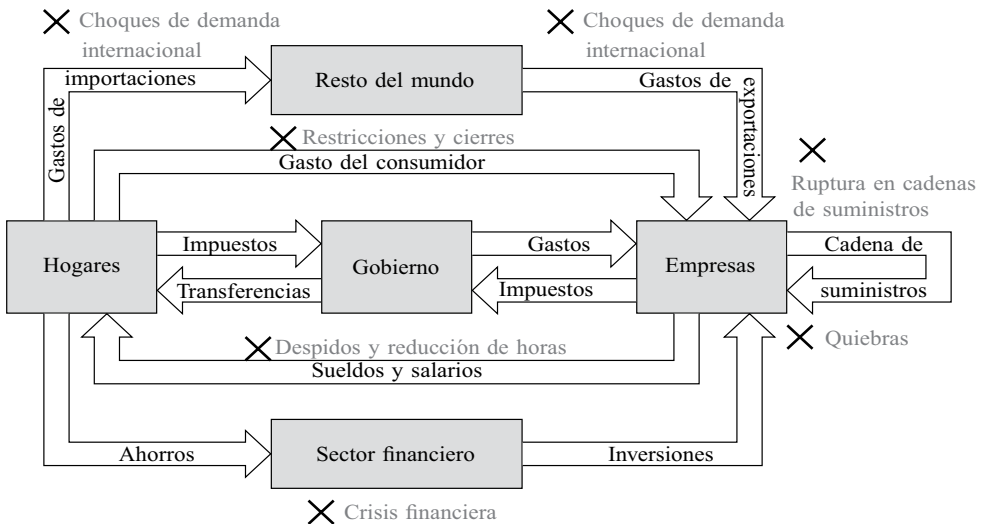 Choques de demanda
internacional
Choques de demanda
internacional
importaciones
Resto del mundo
Gastos de
exportaciones
Gastos de
Restricciones y cierres
Gasto del consumidor
Ruptura en cadenas
de suministros
Hogares
Impuestos
Transferencias
Gobierno
Gastos
Impuestos
Empresas
Cadena de
suministros
Quiebras
Despidos y reducción de horas
Sueldos y salarios
Ahorros
Sector financiero
Inversiones
Crisis financiera